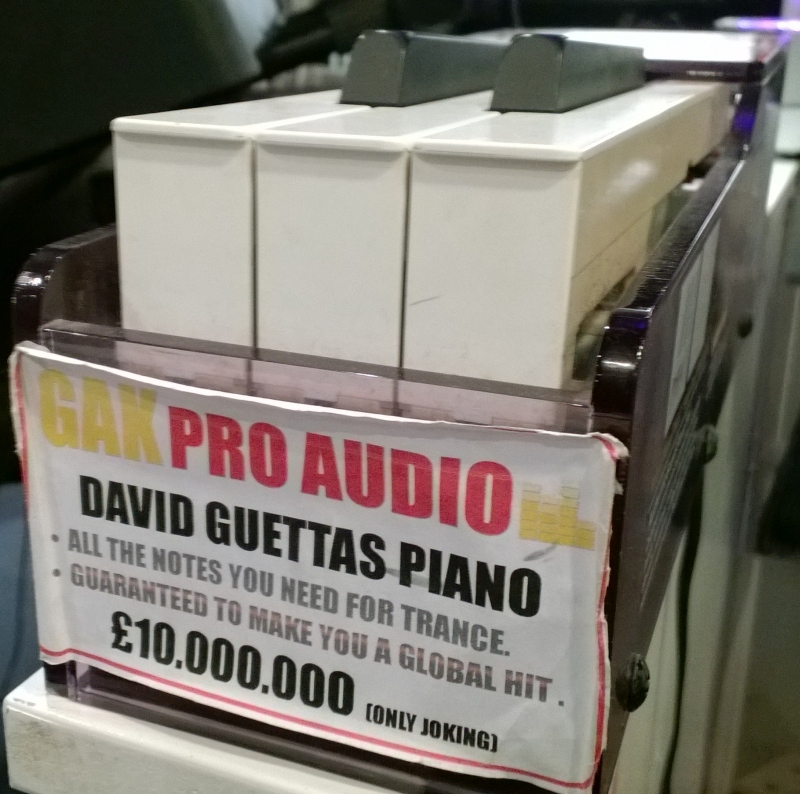 GAK PRO AUDIO
DAVID GUETTAS PIANO
• ALL THE NOTES YOU NEED FOR TRANCE.
• GUARANTEED TO MAKE YOU A GLOBAL HIT .
£10.000.000 (ONLY JOKING)